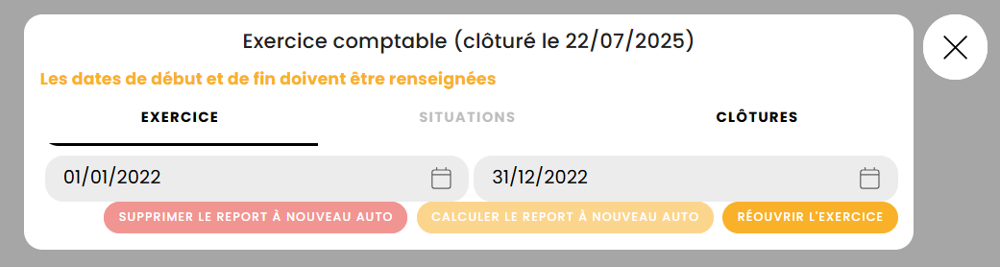 Exercice comptable (clôturé le 22/07/2025)
Les dates de début et de fin doivent être renseignées
EXERCICE SITUATIONS CLÔTURES
01/01/2022 31/12/2022
SUPPRIMER LE REPORT À NOUVEAU AUTO CALCULER LE REPORT À NOUVEAU AUTO RÉOUVRIR L'EXERCICE